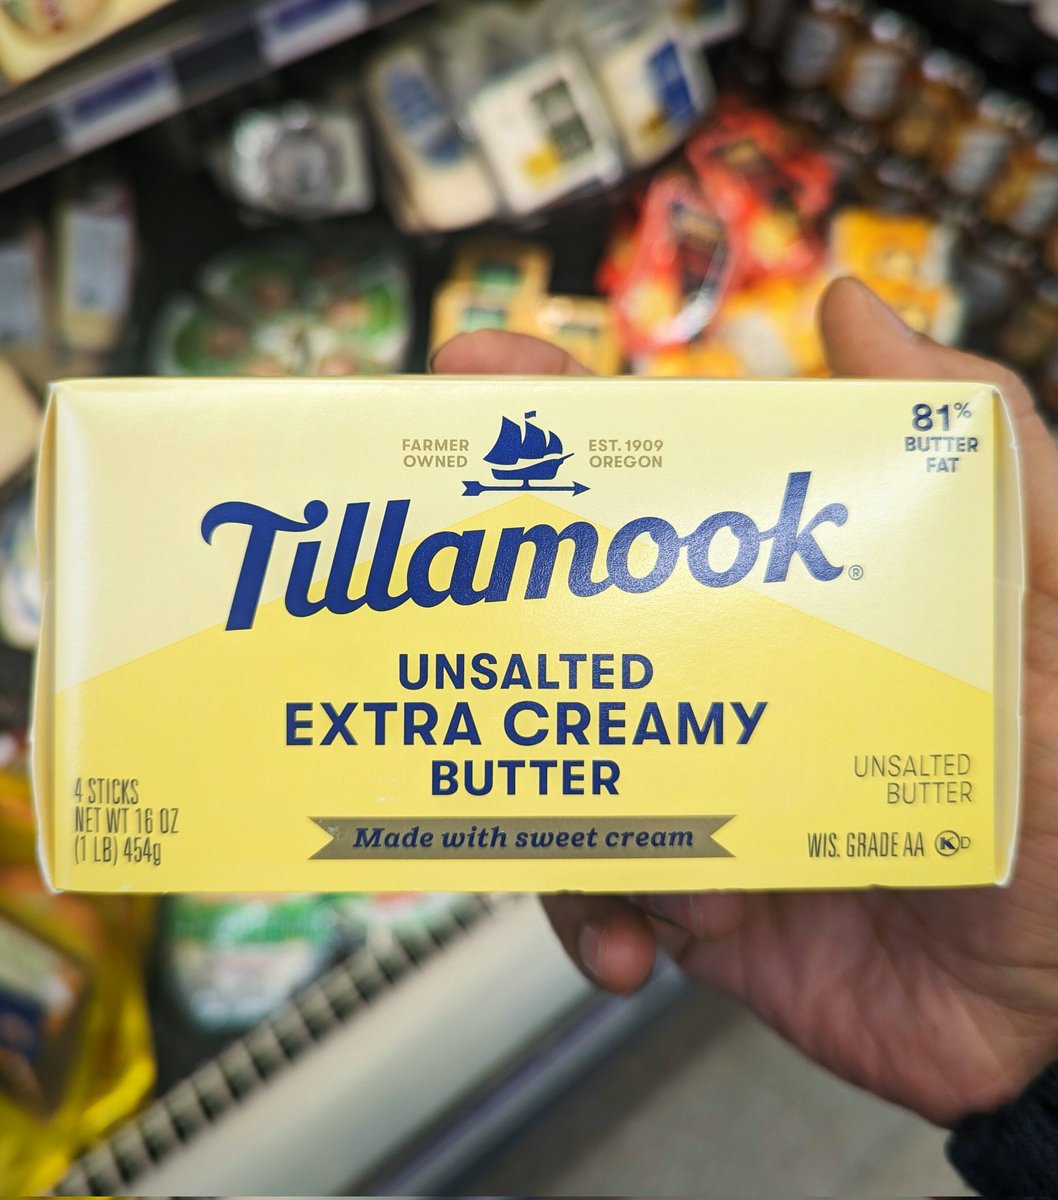 FARMER
OWNED
EST. 1909
OREGON
81%
BUTTER
FAT
Tillamook®
UNSALTED
EXTRA CREAMY
BUTTER
Made with sweet cream
4 STICKS
NET WT 16 OZ
(1 LB) 454g
UNSALTED
BUTTER
WIS. GRADE AA K D